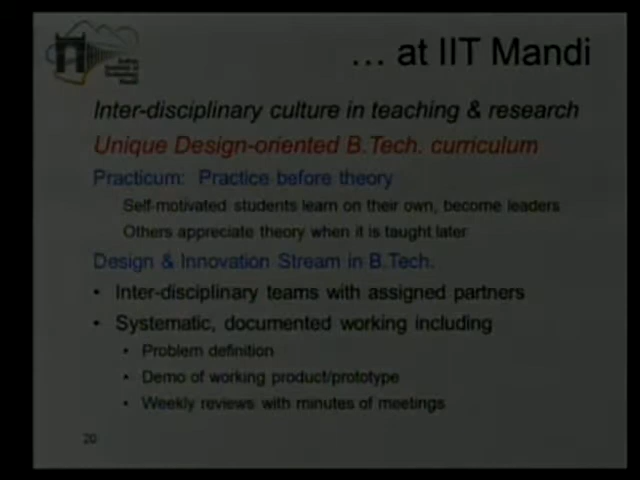 ... at IIT Mandi
Inter-disciplinary culture in teaching & research
Unique Design-oriented B.Tech. curriculum
Practicum: Practice before theory
Self-motivated students learn on their own, become leaders
Others appreciate theory when it is taught later
Design & Innovation Stream in B.Tech.
• Inter-disciplinary teams with assigned partners
• Systematic, documented working including
• Problem definition
• Demo of working product/prototype
• Weekly reviews with minutes of meetings
20